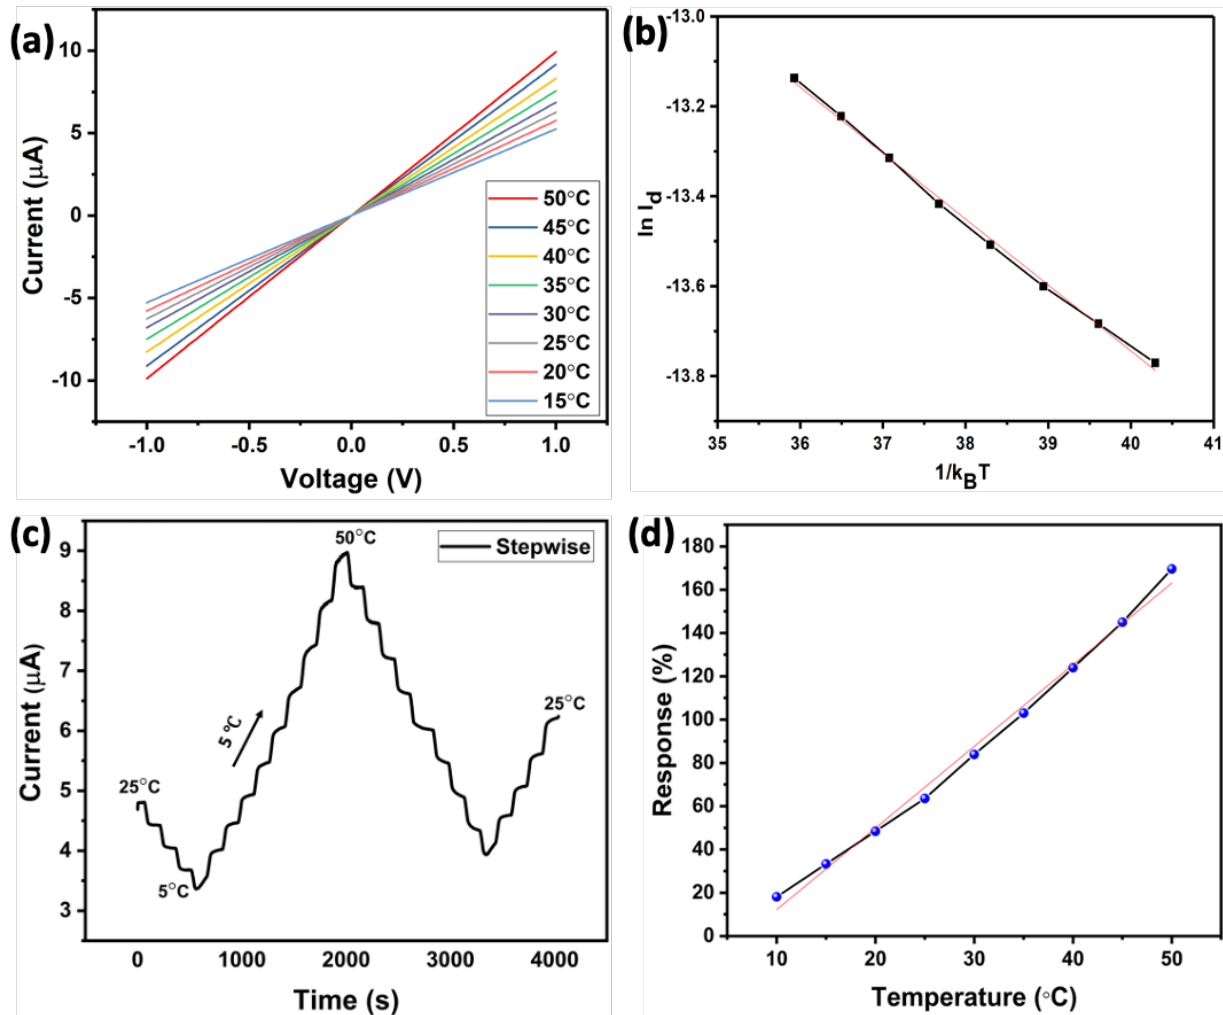 (a)
10
5
0
-5
-10
Current (μA)
-1.0
-0.5
0.0
0.5
1.0
Voltage (V)
50°C
45°C
40°C
35°C
30°C
25°C
20°C
15°C
(b)
-13.0
-13.2
-13.4
-13.6
-13.8
ln Id
35
36
37
38
39
40
41
1/kBT
(c)
9
8
7
6
5
4
3
Current (μA)
Stepwise
50°C
25°C
5 °C
25°C
5°C
0
1000
2000
3000
4000
Time (s)
(d)
180
160
140
120
100
80
60
40
20
0
Response (%)
10
20
30
40
50
Temperature (°C)